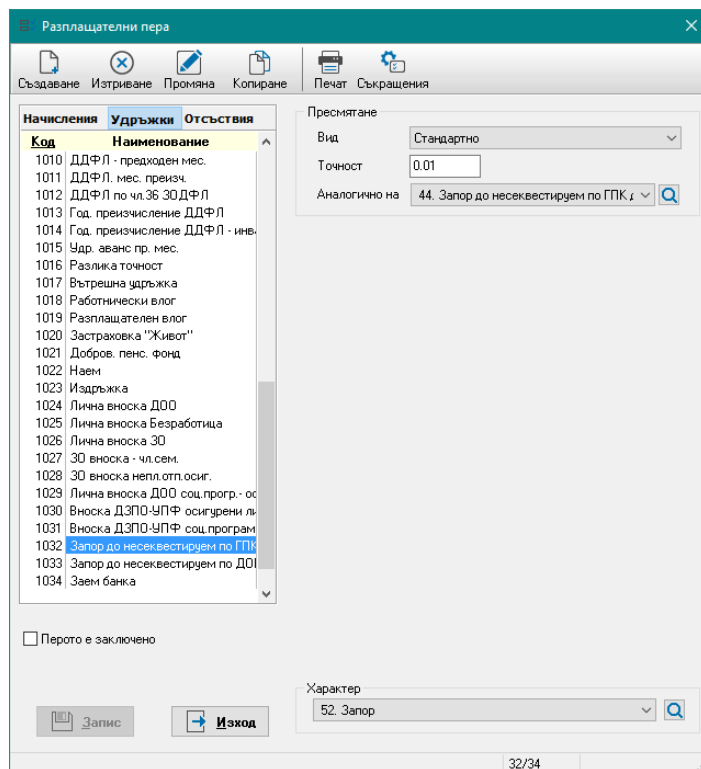 Разплащателни пера
Създаване Изтриване Промяна Копиране Печат Съкращения
Начисления Удръжки Отсъствия
Код Наименование
1010 ДДФЛ - предходен мес.
1011 ДДФЛ. мес. преизч.
1012 ДДФЛ по чл.36 ЗОДФЛ
1013 Год. преизчисление ДДФЛ
1014 Год. преизчисление ДДФЛ - инв
1015 Удр. аванс пр. мес.
1016 Разлика точност
1017 Вътрешна удръжка
1018 Работнически влог
1019 Разплащателен влог
1020 Застраховка "Живот"
1021 Добров. пенс. фонд
1022 Наем
1023 Издръжка
1024 Лична вноска ДОО
1025 Лична вноска Безработица
1026 Лична вноска ЗО
1027 ЗО вноска - чл.сем.
1028 ЗО вноска непл.отп.осиг.
1029 Лична вноска ДОО соц.прогр.- ос
1030 Вноска ДЗПО-УПФ осигурени ли
1031 Вноска ДЗПО-УПФ соц.програм
1032 Запор до несеквестируем по ГПК
1033 Запор до несеквестируем по ДОП
1034 Заем банка
Перото е заключено
Запис Изход
Пресмятане
Вид Стандартно
Точност 0.01
Аналогично на 44. Запор до несеквестируем по ГПК д
Характер
52. Запор
32/34